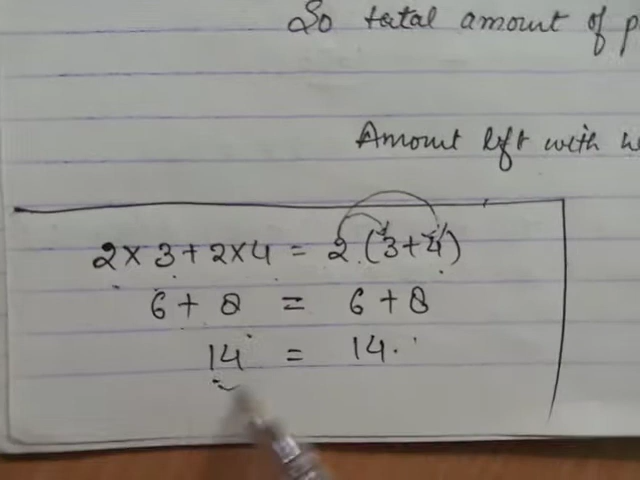 So total amount of
Amount left with
2 × 3 + 2 × 4 = 2 (3 + 4)
6 + 8 = 6 + 8
14 = 14.